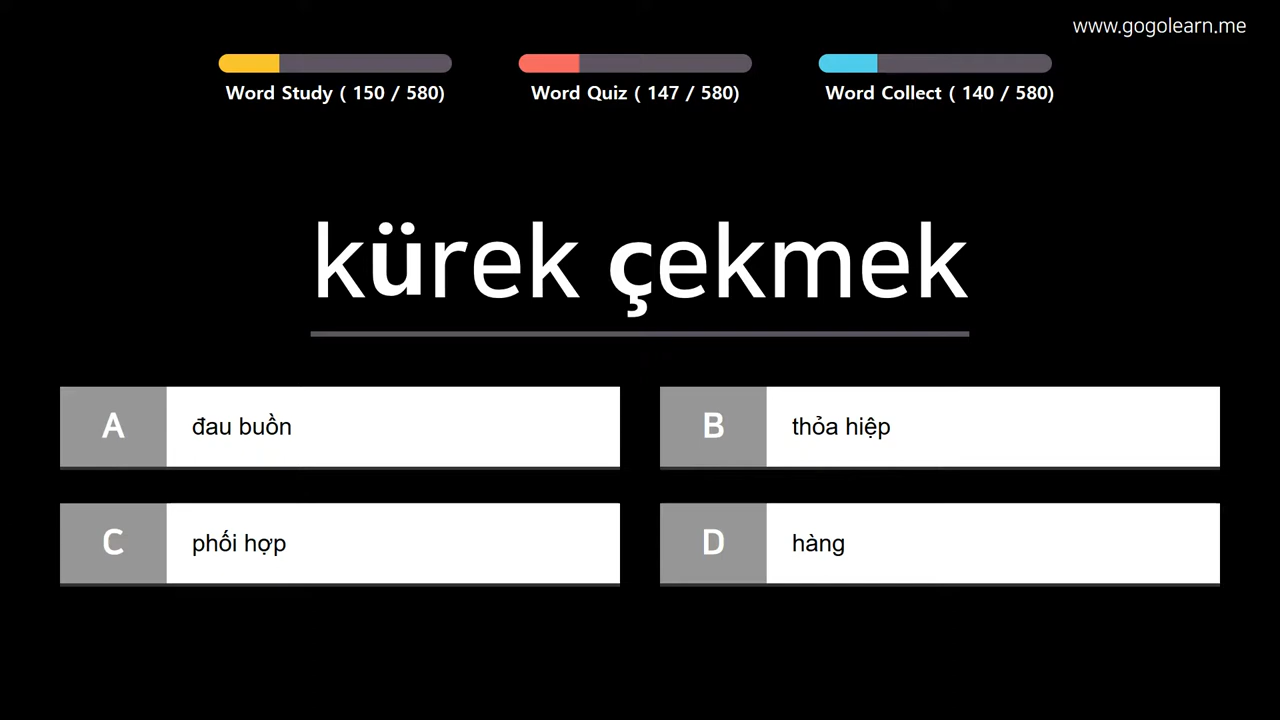 www.gogolearn.me
Word Study ( 150 / 580)
Word Quiz ( 147 / 580)
Word Collect ( 140 / 580)
kürek çekmek
A đau buồn
B thỏa hiệp
C phối hợp
D hàng